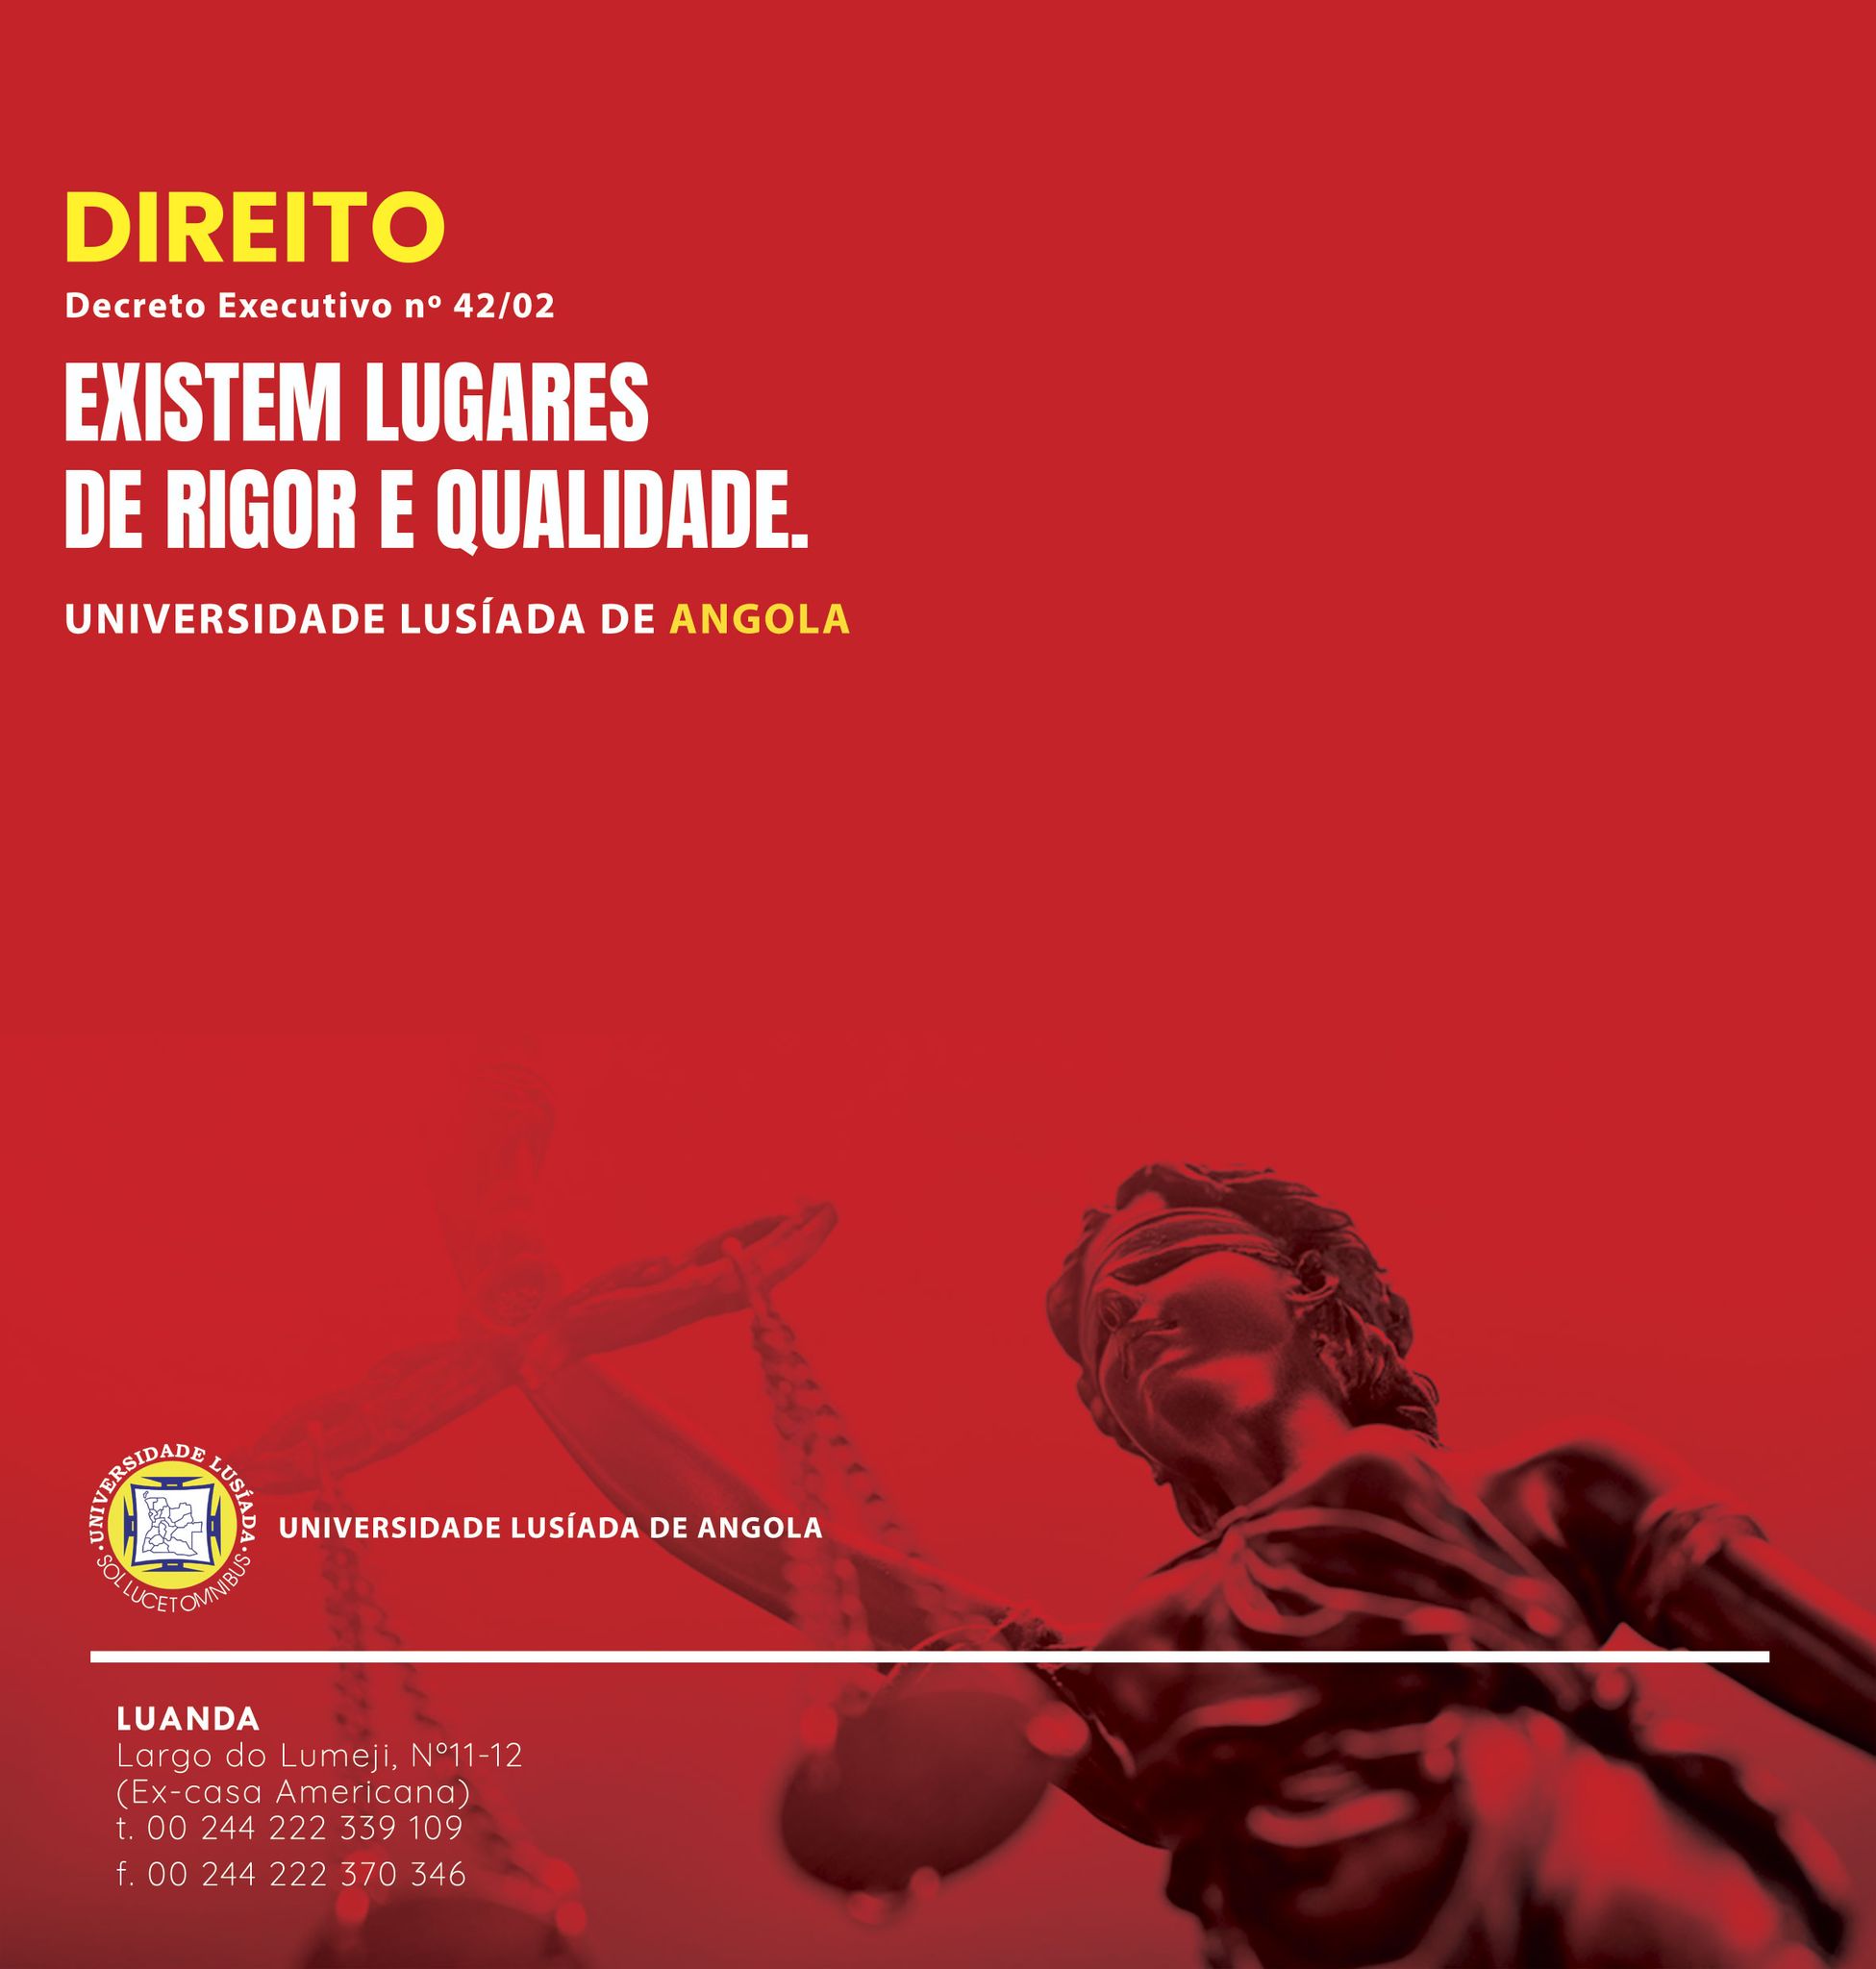 DIREITO
Decreto Executivo nº 42/02
EXISTEM LUGARES
DE RIGOR E QUALIDADE.
UNIVERSIDADE LUSÍADA DE ANGOLA
UNIVERSIDADE LUSÍADA
SOL LUCET OMNIBUS
UNIVERSIDADE LUSÍADA DE ANGOLA
LUANDA
Largo do Lumeji, Nº11-12
(Ex-casa Americana)
t. 00 244 222 339 109
f. 00 244 222 370 346